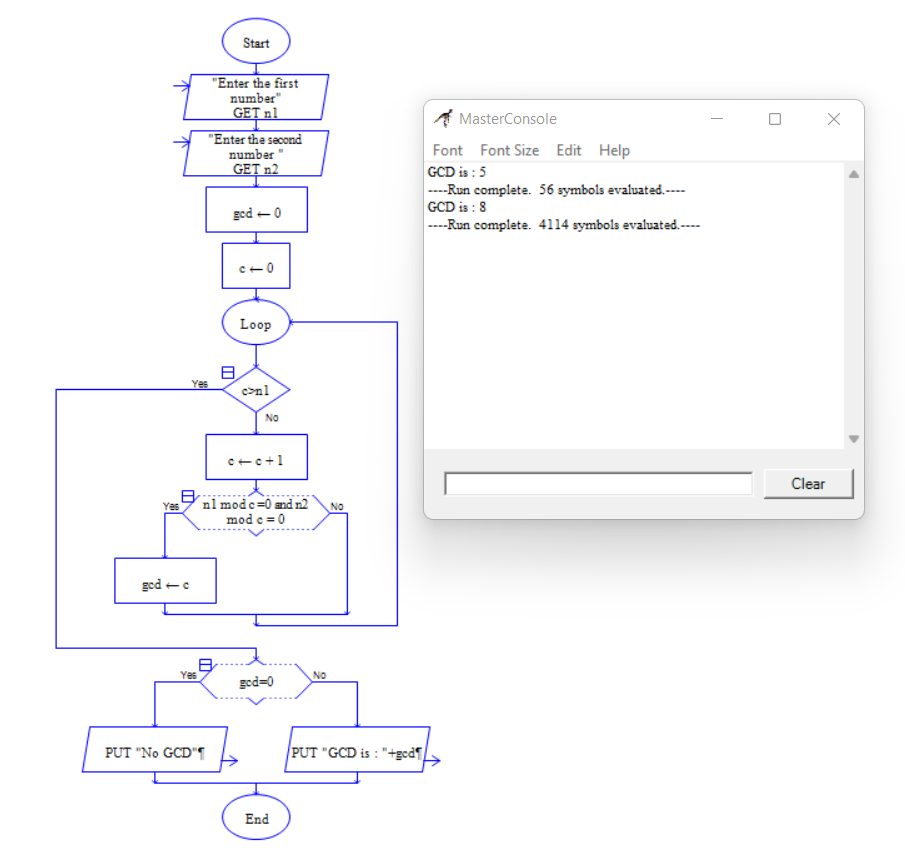 Start
"Enter the first
number"
GET n1
"Enter the second
number "
GET n2
gcd ← 0
c ← 0
Loop
Yes
c>n1
No
c ← c + 1
Yes
n1 mod c =0 and n2
mod c = 0
No
gcd ← c
Yes
gcd=0
No
PUT "No GCD"¶
PUT "GCD is : "+gcd¶
End
MasterConsole
Font Font Size Edit Help
GCD is : 5
----Run complete.  56 symbols evaluated.----
GCD is : 8
----Run complete.  4114 symbols evaluated.----
Clear